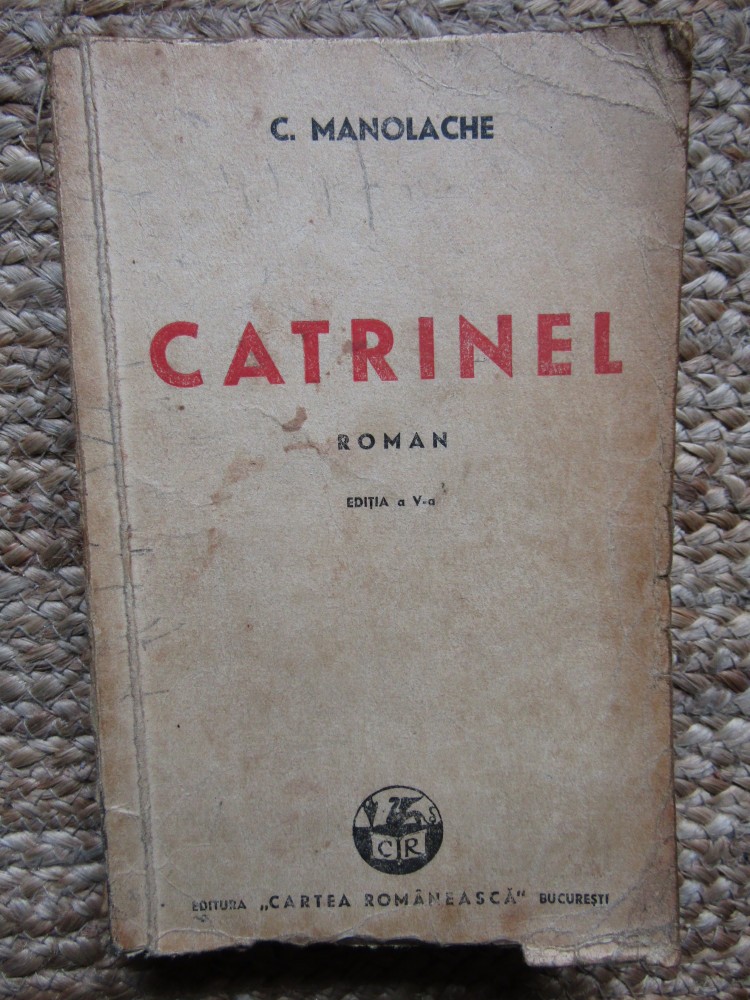 C. MANOLACHE
CATRINEL
ROMAN
EDIȚIA a V-a
CR
EDITURA „CARTEA ROMÂNEASCĂ" BUCUREȘTI